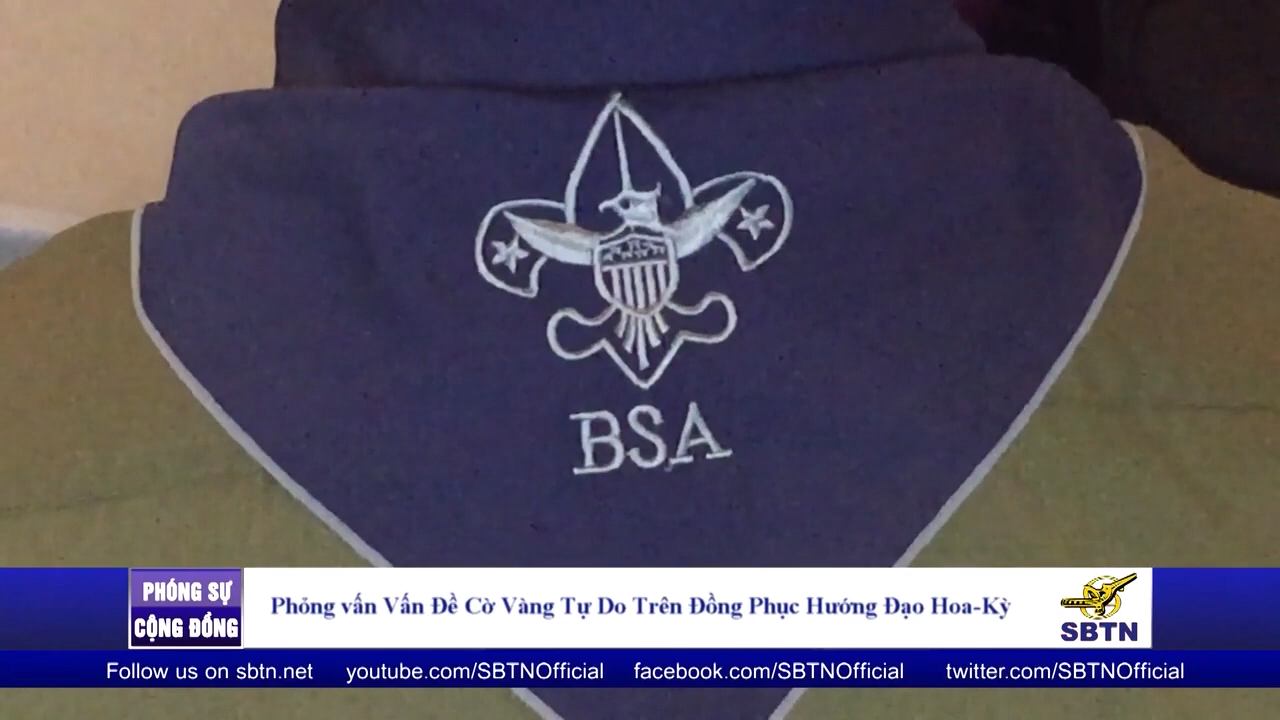 BSA
PHÓNG SỰ
CỘNG ĐỒNG
Phỏng vấn Vấn Đề Cờ Vàng Tự Do Trên Đồng Phục Hướng Đạo Hoa-Kỳ
SBTN
Follow us on sbtn.net youtube.com/SBTNOfficial facebook.com/SBTNOfficial twitter.com/SBTNOfficial